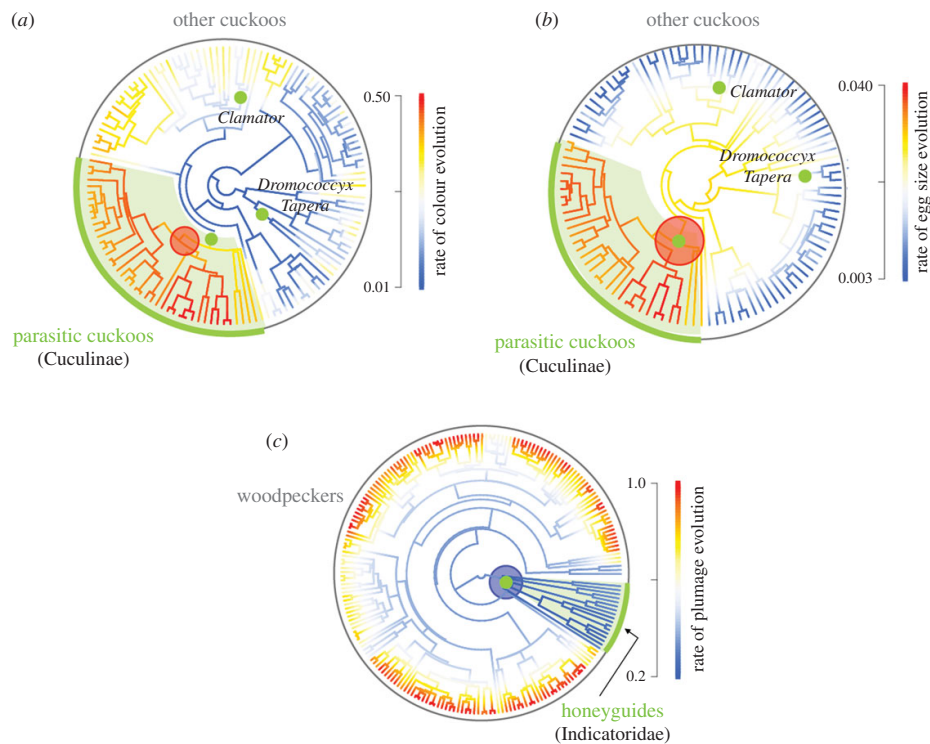 (a)
other cuckoos
Clamator
Dromococcyx
Tapera
0.50
rate of colour evolution
0.01
parasitic cuckoos
(Cuculinae)
(b)
other cuckoos
Clamator
Dromococcyx
Tapera
0.040
rate of egg size evolution
0.003
parasitic cuckoos
(Cuculinae)
(c)
woodpeckers
1.0
rate of plumage evolution
0.2
honeyguides
(Indicatoridae)